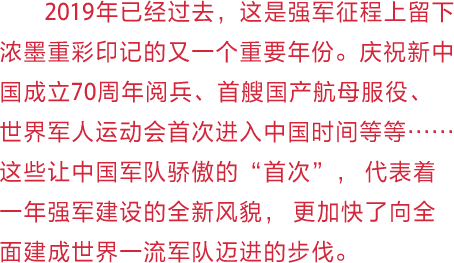 2019年已经过去，这是强军征程上留下
浓墨重彩印记的又一个重要年份。庆祝新中
国成立70周年阅兵、首艘国产航母服役、
世界军人运动会首次进入中国时间等等……
这些让中国军队骄傲的“首次”，代表着
一年强军建设的全新风貌，更加快了向全
面建成世界一流军队迈进的步伐。